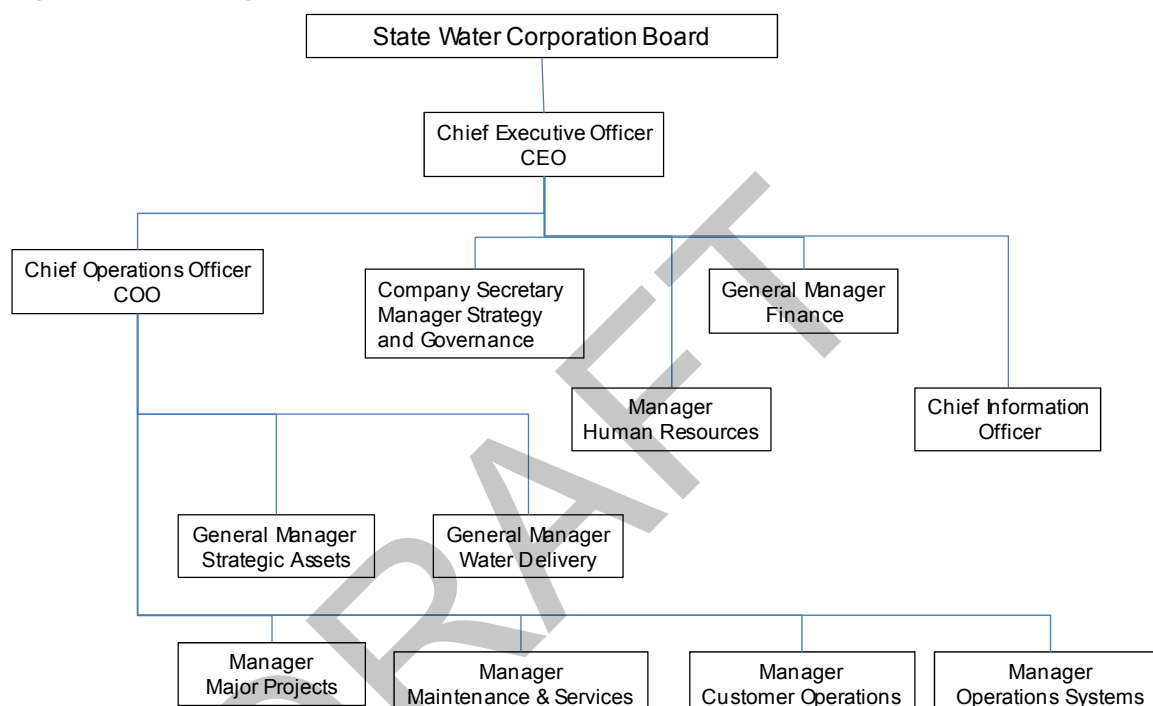 State Water Corporation Board
Chief Executive Officer
CEO
Chief Operations Officer
COO
Company Secretary
Manager Strategy
and Governance
General Manager
Finance
Manager
Human Resources
Chief Information
Officer
General Manager
Strategic Assets
General Manager
Water Delivery
Manager
Major Projects
Manager
Maintenance & Services
Manager
Customer Operations
Manager
Operations Systems
DRAFT